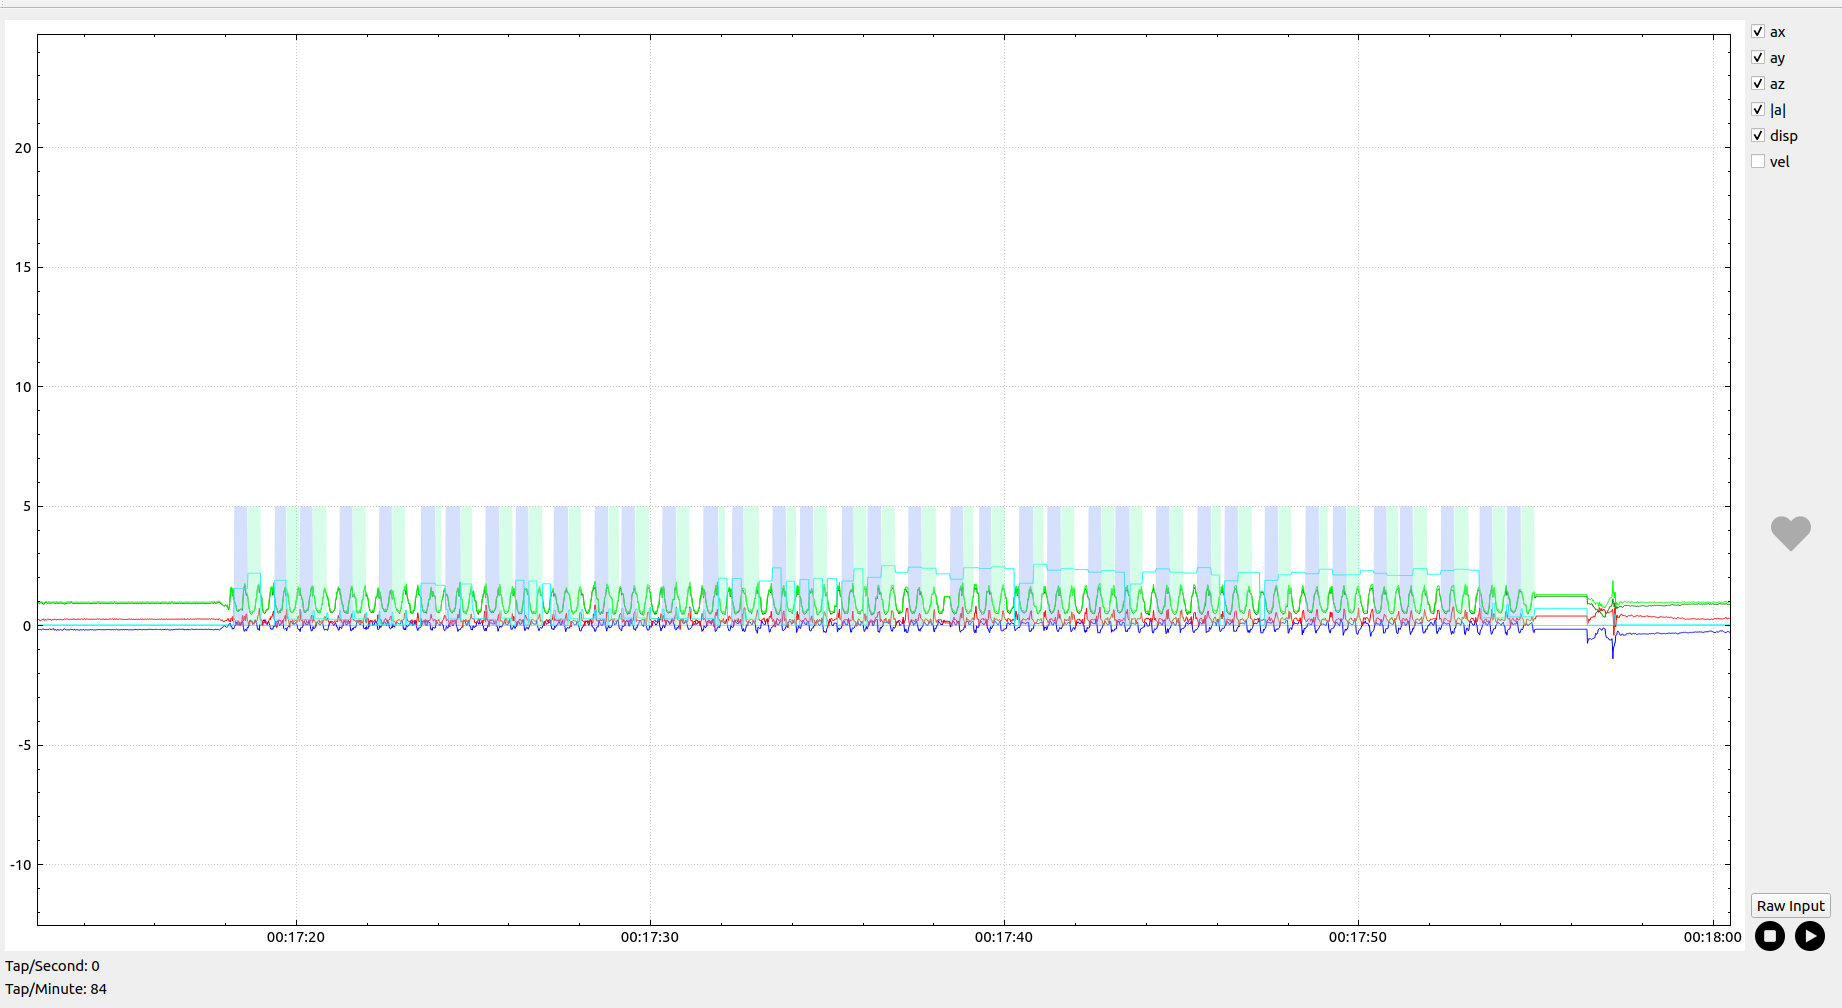 ax
ay
az
|a|
disp
vel
20
15
10
5
0
-5
-10
00:17:20
00:17:30
00:17:40
00:17:50
00:18:00
Raw Input
Tap/Second: 0
Tap/Minute: 84